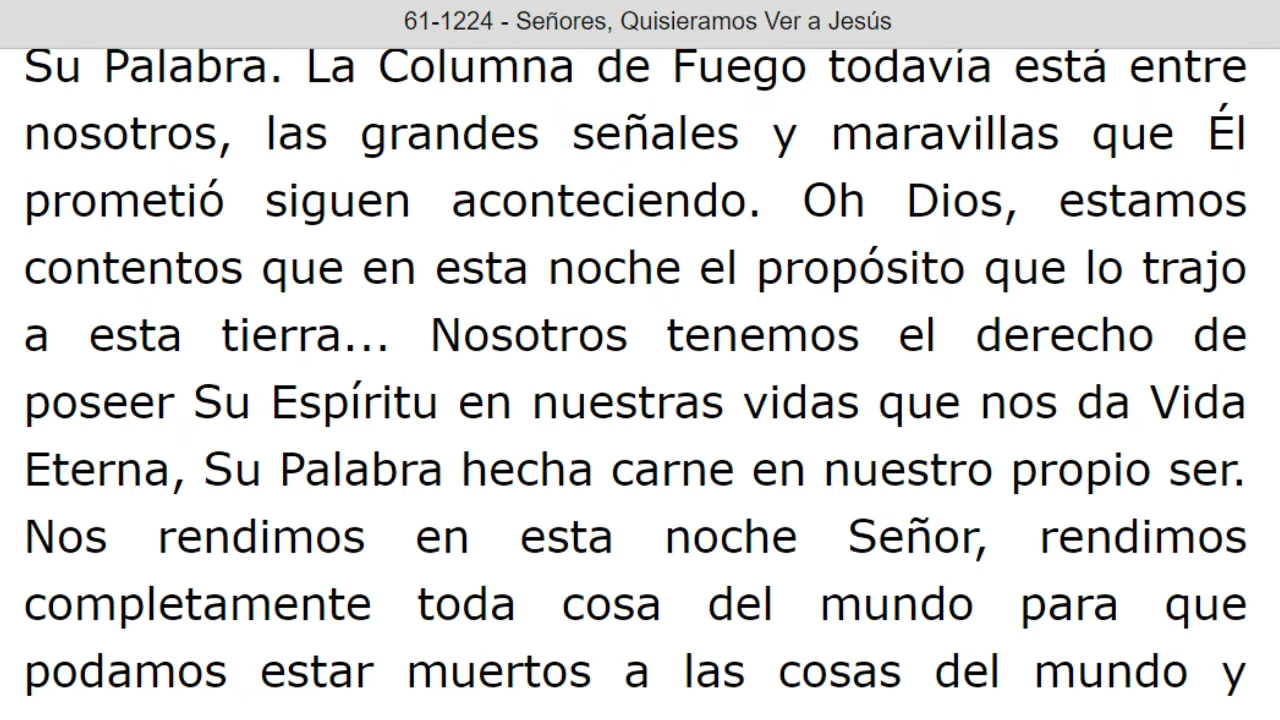 61-1224 - Señores, Quisieramos Ver a Jesús
Su Palabra. La Columna de Fuego todavía está entre
nosotros, las grandes señales y maravillas que Él
prometió siguen aconteciendo. Oh Dios, estamos
contentos que en esta noche el propósito que lo trajo
a esta tierra... Nosotros tenemos el derecho de
poseer Su Espíritu en nuestras vidas que nos da Vida
Eterna, Su Palabra hecha carne en nuestro propio ser.
Nos rendimos en esta noche Señor, rendimos
completamente toda cosa del mundo para que
podamos estar muertos a las cosas del mundo y